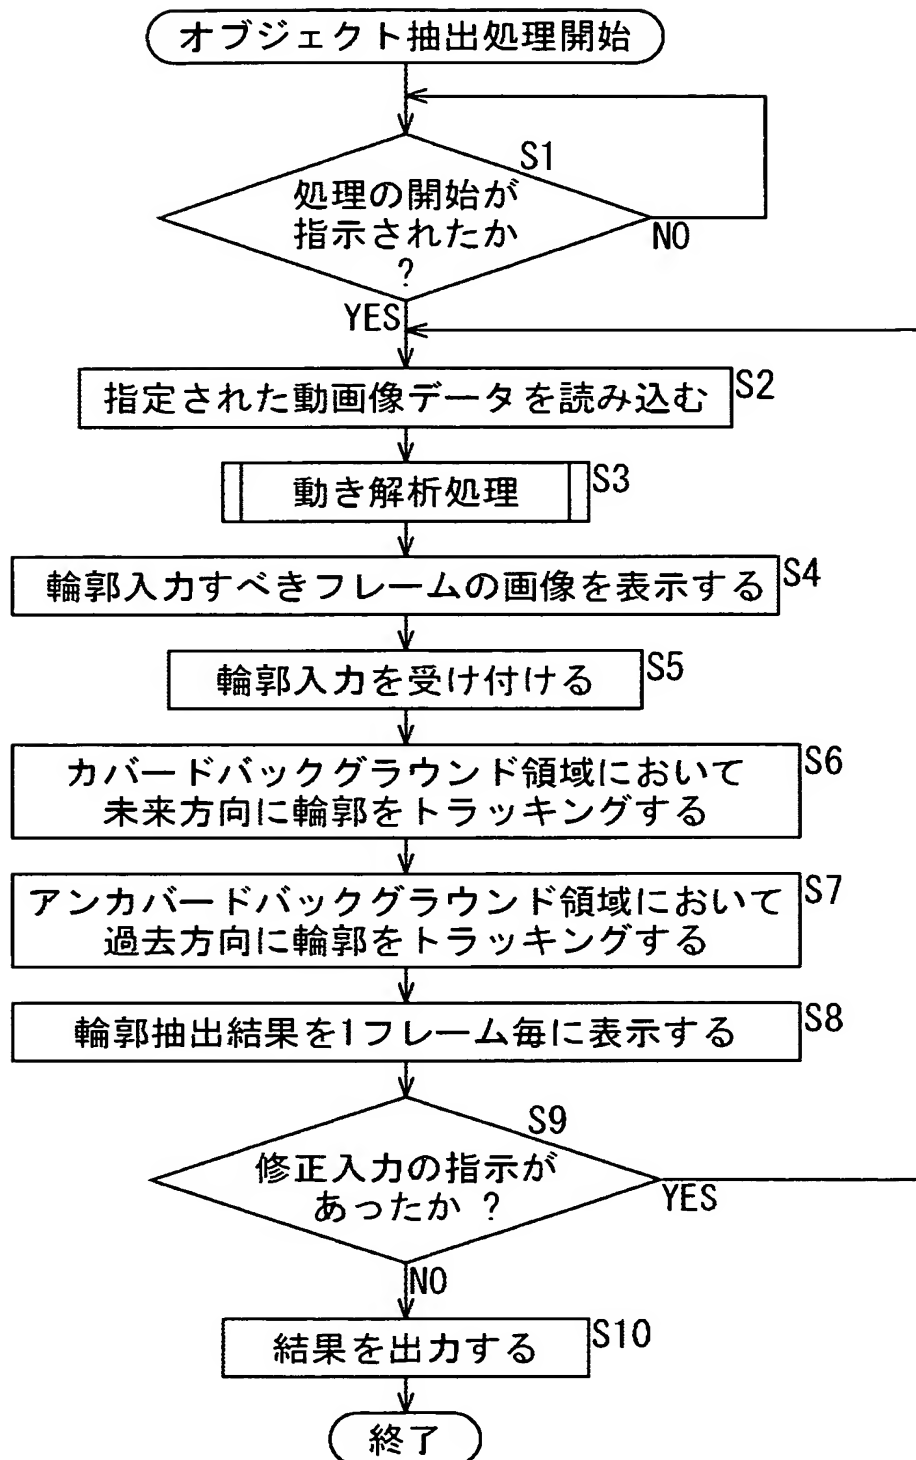 オブジェクト抽出処理開始
S1
処理の開始が
指示されたか
?
NO
YES
指定された動画像データを読み込む
S2
動き解析処理
S3
輪郭入力すべきフレームの画像を表示する
S4
輪郭入力を受け付ける
S5
カバードバックグラウンド領域において
未来方向に輪郭をトラッキングする
S6
アンカバードバックグラウンド領域において
過去方向に輪郭をトラッキングする
S7
輪郭抽出結果を1フレーム毎に表示する
S8
S9
修正入力の指示が
あったか ?
YES
NO
結果を出力する
S10
終了